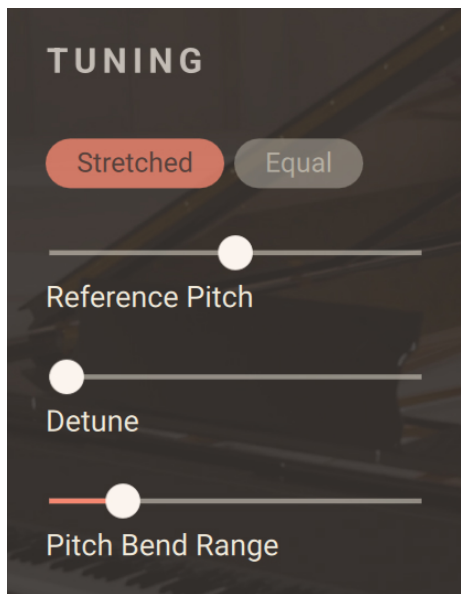 TUNING
Stretched Equal
Reference Pitch
Detune
Pitch Bend Range